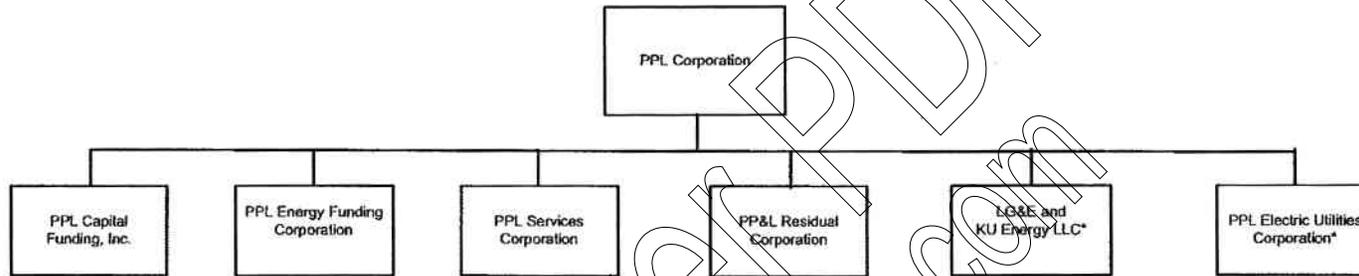 PPL Corporation
PPL Capital
Funding, Inc.
PPL Energy Funding
Corporation
PPL Services
Corporation
PP&L Residual
Corporation
LG&E and
KU Energy LLC*
PPL Electric Utilities
Corporation*